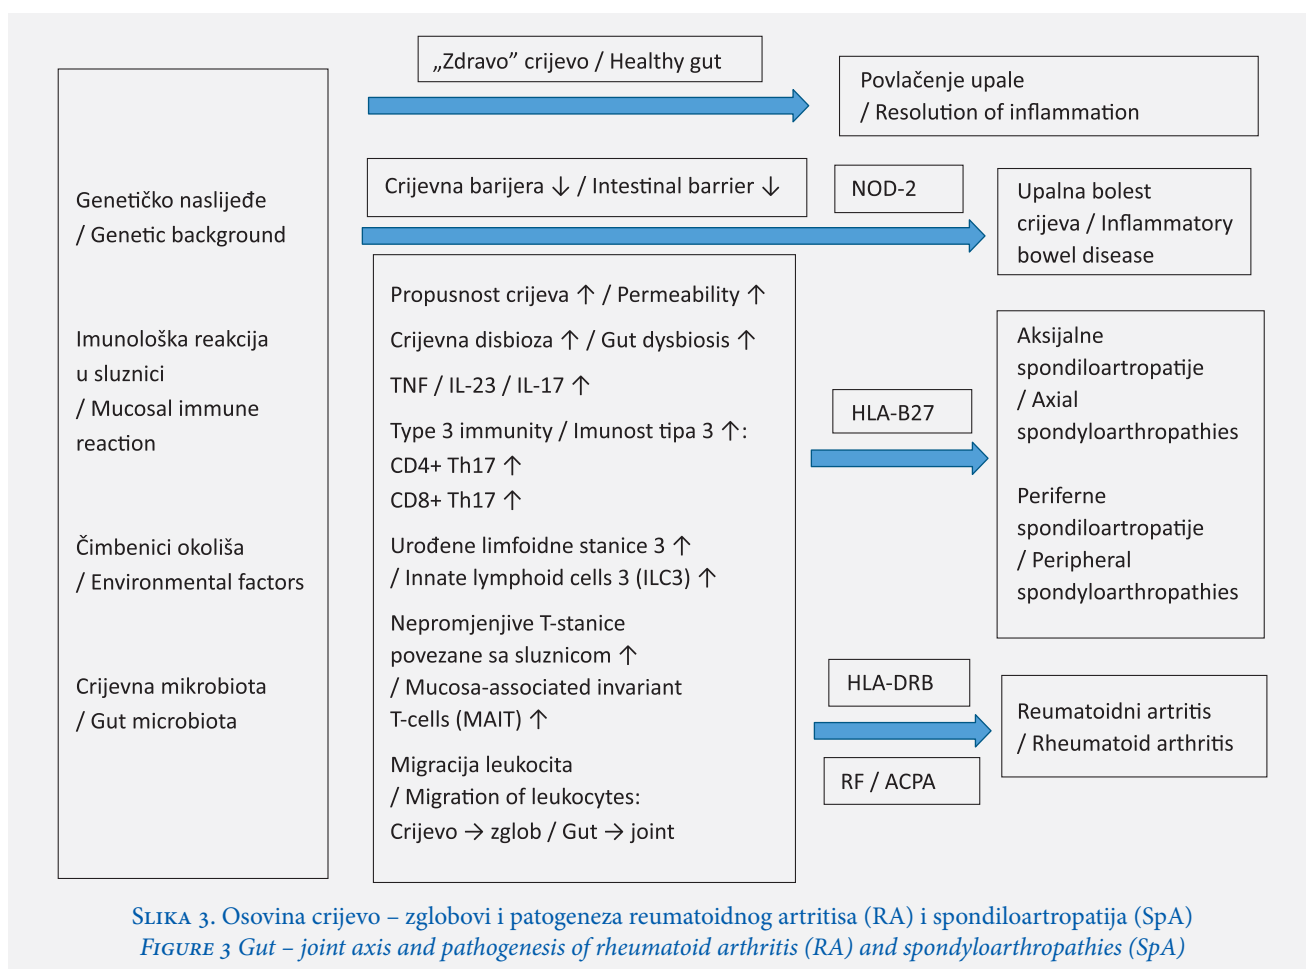 „Zdravo” crijevo / Healthy gut
Povlačenje upale
/ Resolution of inflammation
Genetičko naslijeđe
/ Genetic background
Imunološka reakcija
u sluznici
/ Mucosal immune
reaction
Čimbenici okoliša
/ Environmental factors
Crijevna mikrobiota
/ Gut microbiota
Crijevna barijera ↓ / Intestinal barrier ↓
NOD-2
Upalna bolest
crijeva / Inflammatory
bowel disease
Propusnost crijeva ↑ / Permeability ↑
Crijevna disbioza ↑ / Gut dysbiosis ↑
TNF / IL-23 / IL-17 ↑
Type 3 immunity / Imunost tipa 3 ↑:
CD4+ Th17 ↑
CD8+ Th17 ↑
Urođene limfoidne stanice 3 ↑
/ Innate lymphoid cells 3 (ILC3) ↑
Nepromjenjive T-stanice
povezane sa sluznicom ↑
/ Mucosa-associated invariant
T-cells (MAIT) ↑
Migracija leukocita
/ Migration of leukocytes:
Crijevo → zglob / Gut → joint
HLA-B27
Aksijalne
spondiloartropatije
/ Axial
spondyloarthropathies
Periferne
spondiloartropatije
/ Peripheral
spondyloarthropathies
HLA-DRB
RF / ACPA
Reumatoidni artritis
/ Rheumatoid arthritis
Slika 3. Osovina crijevo – zglobovi i patogeneza reumatoidnog artritisa (RA) i spondiloartropatija (SpA)
Figure 3 Gut – joint axis and pathogenesis of rheumatoid arthritis (RA) and spondyloarthropathies (SpA)